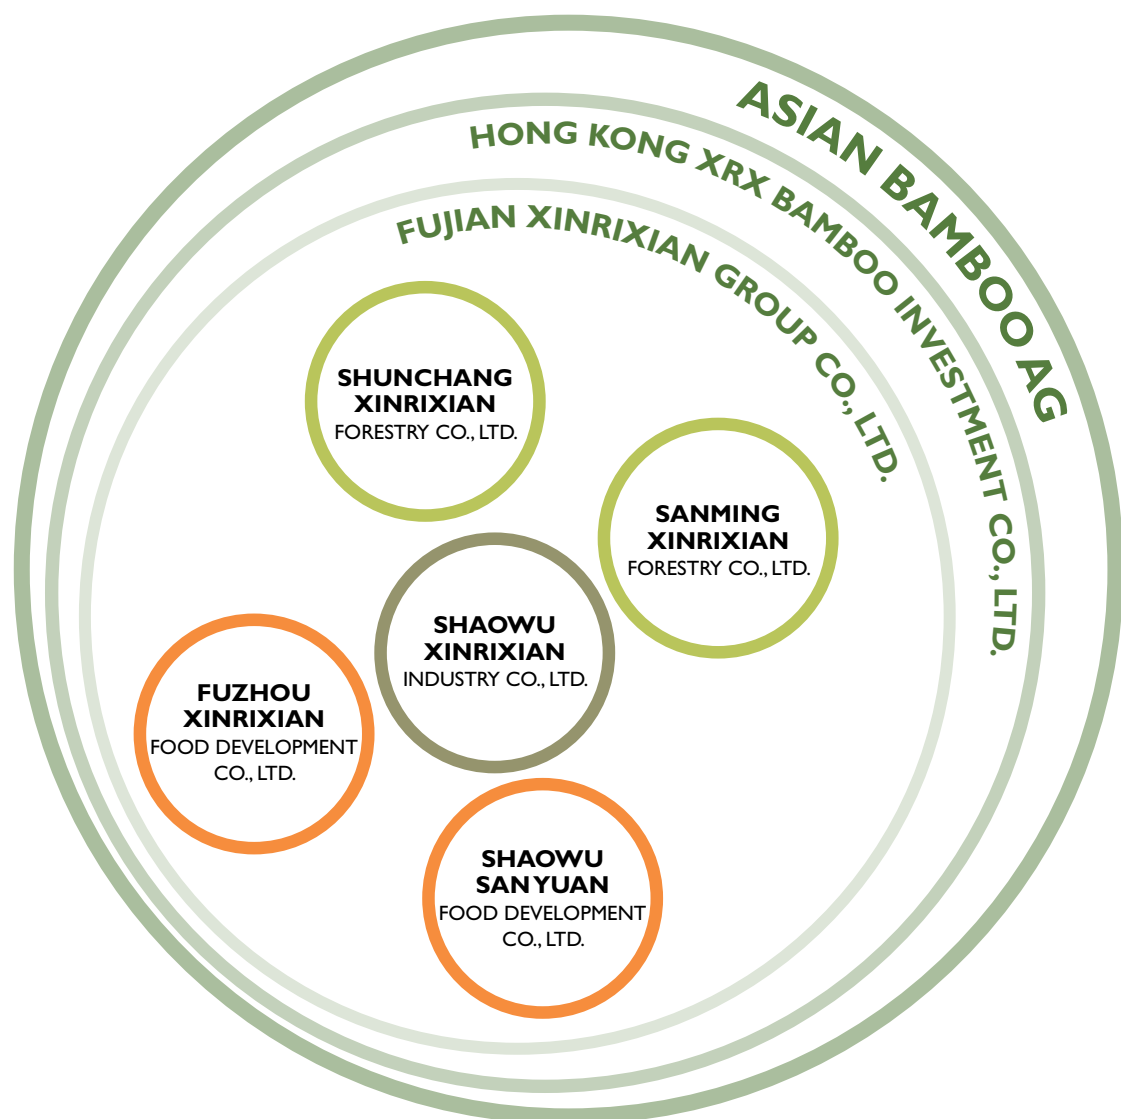 ASIAN BAMBOO AG
HONG KONG XRX BAMBOO INVESTMENT CO., LTD.
FUJIAN XINRIXIAN GROUP CO., LTD.
SHUNCHANG
XINRIXIAN
FORESTRY CO., LTD.
SANMING
XINRIXIAN
FORESTRY CO., LTD.
SHAOWU
XINRIXIAN
INDUSTRY CO., LTD.
FUZHOU
XINRIXIAN
FOOD DEVELOPMENT
CO., LTD.
SHAOWU
SAN YUAN
FOOD DEVELOPMENT
CO., LTD.